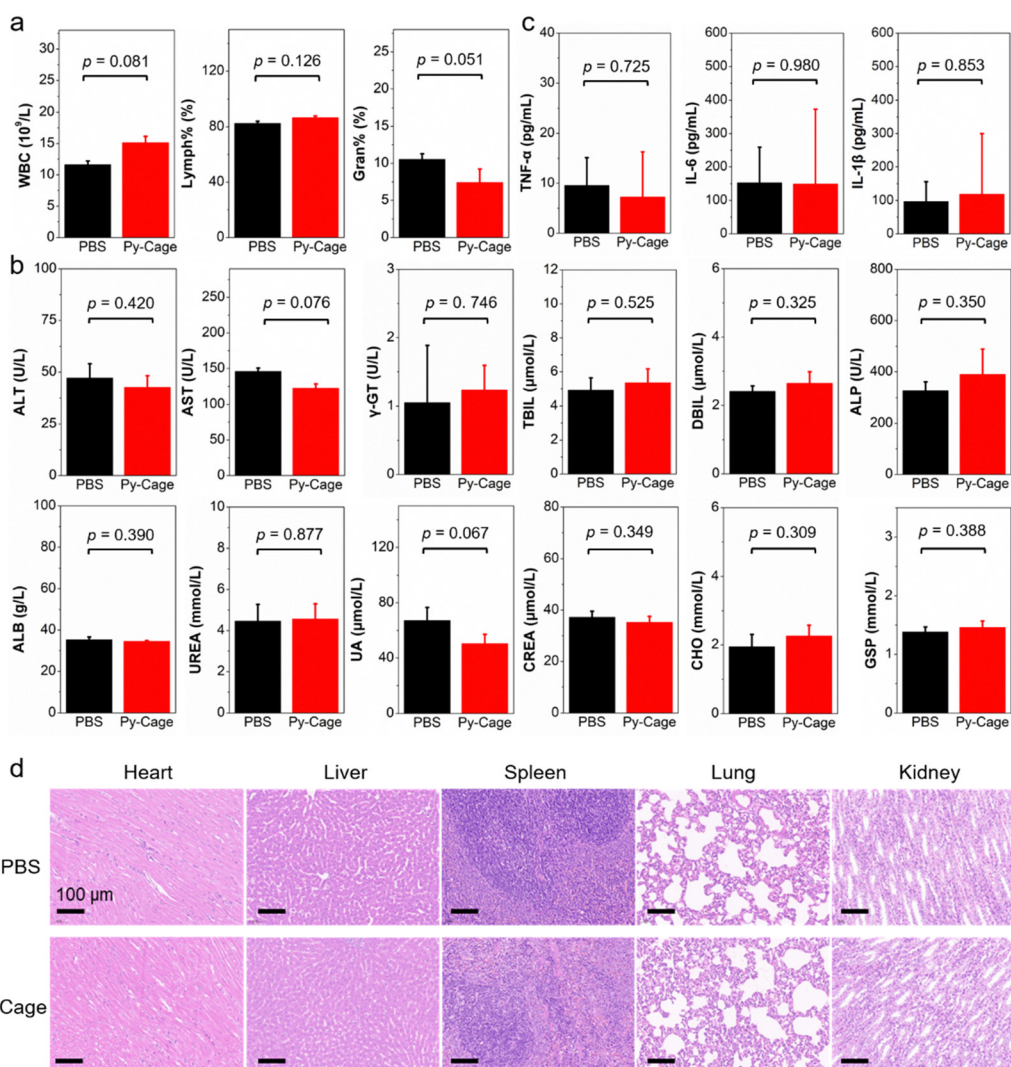 a
WBC (10⁹/L)
30
25
20
15
10
5
0
p = 0.081
PBS Py-Cage
Lymph% (%)
120
80
40
0
p = 0.126
PBS Py-Cage
Gran% (%)
20
15
10
5
0
p = 0.051
PBS Py-Cage
c
TNF-α (pg/mL)
40
30
20
10
0
p = 0.725
PBS Py-Cage
IL-6 (pg/mL)
600
500
400
300
200
100
0
p = 0.980
PBS Py-Cage
IL-1β (pg/mL)
600
500
400
300
200
100
0
p = 0.853
PBS Py-Cage
b
ALT (U/L)
100
75
50
25
0
p = 0.420
PBS Py-Cage
AST (U/L)
250
200
150
100
50
0
p = 0.076
PBS Py-Cage
γ-GT (U/L)
3
2
1
0
p = 0. 746
PBS Py-Cage
TBIL (μmol/L)
12
10
8
6
4
2
0
p = 0.525
PBS Py-Cage
DBIL (μmol/L)
6
4
2
0
p = 0.325
PBS Py-Cage
ALP (U/L)
800
600
400
200
0
p = 0.350
PBS Py-Cage
ALB (g/L)
100
80
60
40
20
0
p = 0.390
PBS Py-Cage
UREA (mmol/L)
10
8
6
4
2
0
p = 0.877
PBS Py-Cage
UA (μmol/L)
120
80
40
0
p = 0.067
PBS Py-Cage
CREA (μmol/L)
80
60
40
20
0
p = 0.349
PBS Py-Cage
CHO (mmol/L)
6
4
2
0
p = 0.309
PBS Py-Cage
GSP (mmol/L)
3
2
1
0
p = 0.388
PBS Py-Cage
d
Heart Liver Spleen Lung Kidney
PBS
100 μm
Cage